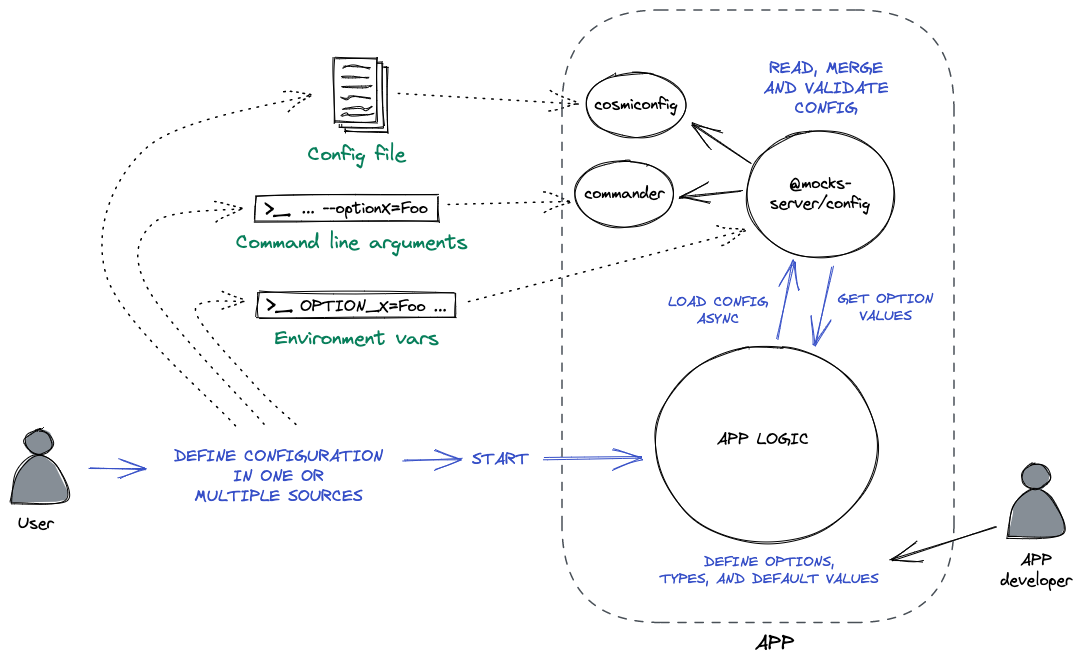 READ, MERGE
AND VALIDATE
CONFIG
cosmiconfig
Config file
commander
@mocks-
server/config
>_ ... --optionX=Foo
Command line arguments
>_ OPTION_X=Foo ...
Environment vars
LOAD CONFIG,
ASYNC
GET OPTION
VALUES
APP LOGIC
DEFINE CONFIGURATION
IN ONE OR
MULTIPLE SOURCES
START
User
DEFINE OPTIONS,
TYPES, AND DEFAULT VALUES
APP
developer
APP